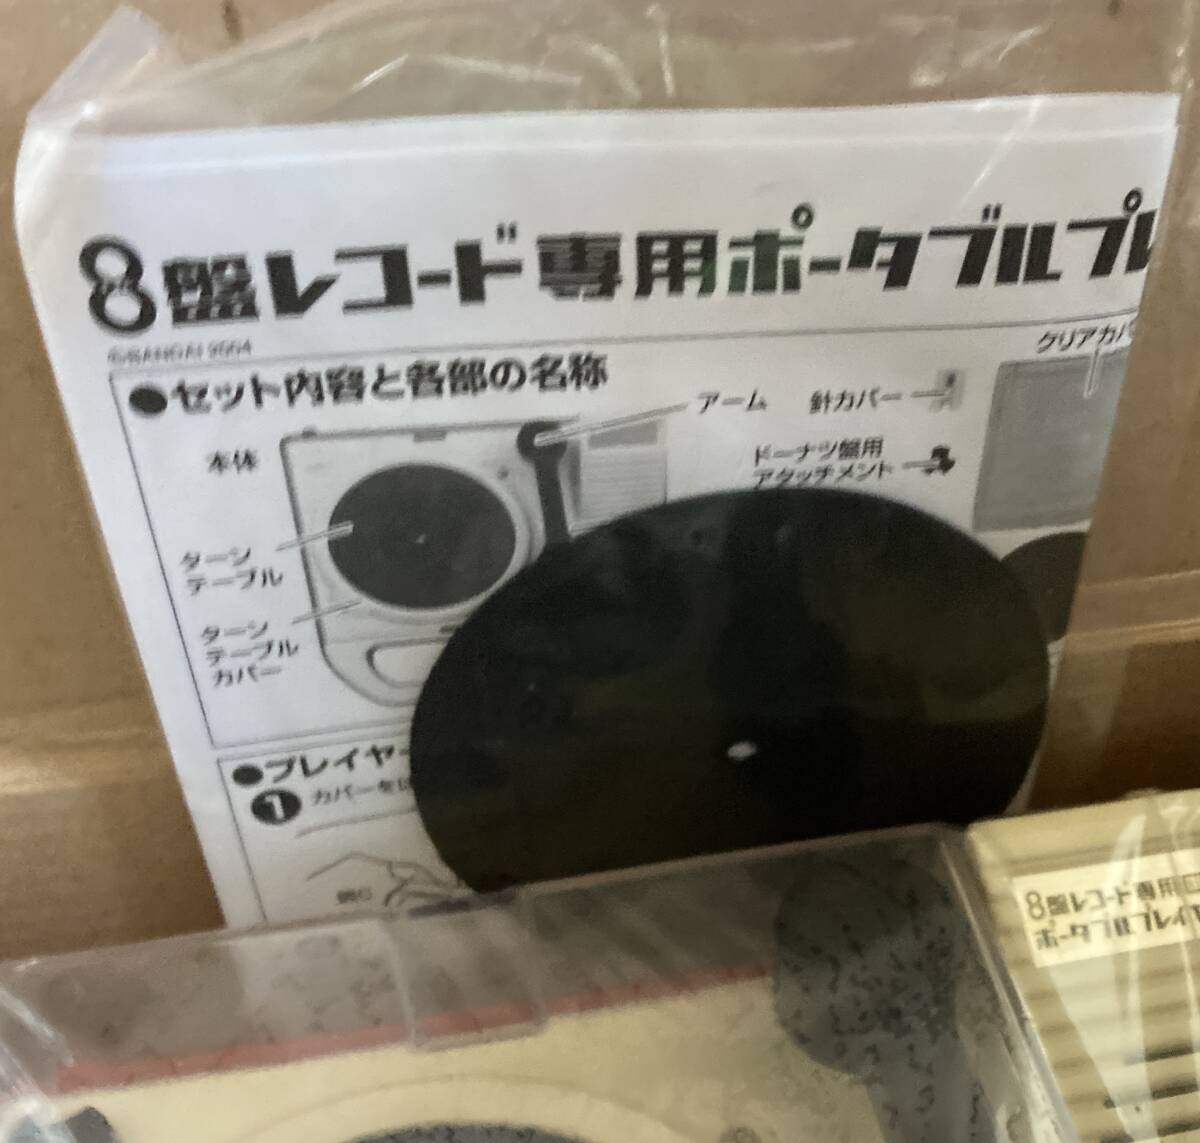 8盤レコード専用ポータブルプレ
©BANDAI 2004
●セット内容と各部の名称
本体
アーム
針カバー
クリアカバ
ドーナツ盤用
アタッチメント
ターン
テーブル
ターン
テーブル
カバー
●プレイヤー
1 カバーを
8盤レコード専用
ポータブルプレイヤ